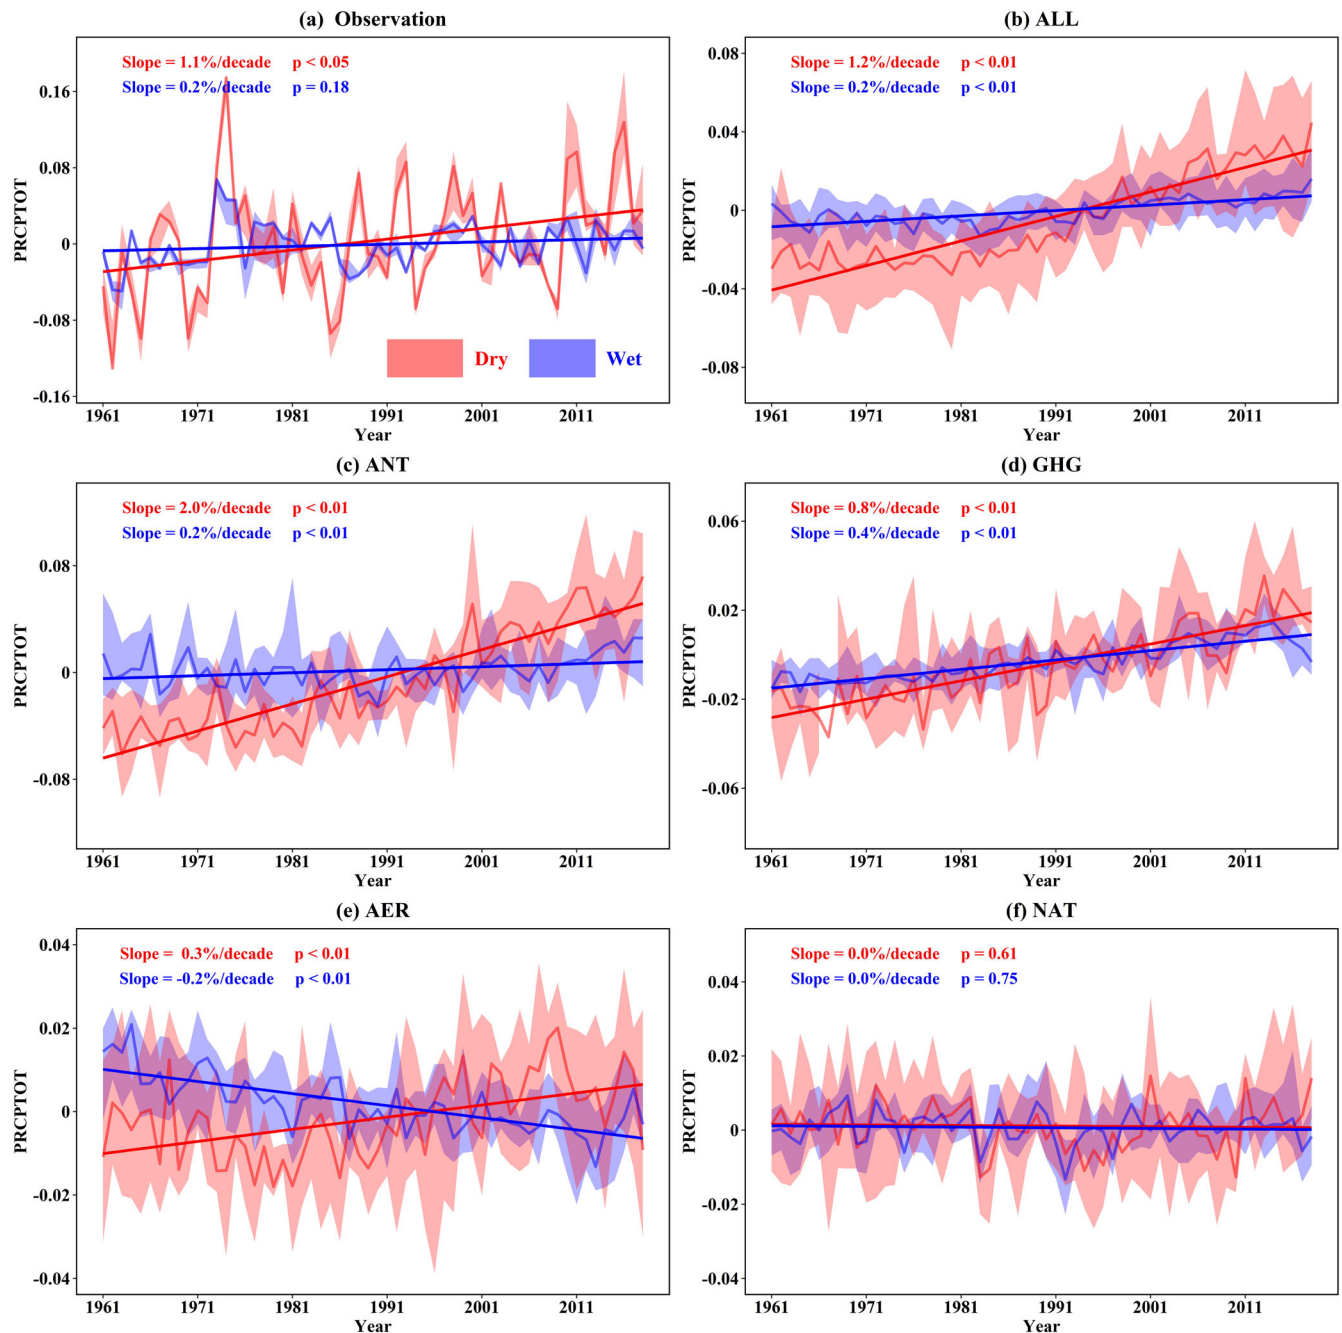 (a) Observation
Slope = 1.1%/decade p < 0.05
Slope = 0.2%/decade p = 0.18
PRCPTOT
0.16
0.08
0
-0.08
-0.16
Dry
Wet
1961 1971 1981 1991 2001 2011
Year
(b) ALL
Slope = 1.2%/decade p < 0.01
Slope = 0.2%/decade p < 0.01
PRCPTOT
0.08
0.04
0
-0.04
-0.08
1961 1971 1981 1991 2001 2011
Year
(c) ANT
Slope = 2.0%/decade p < 0.01
Slope = 0.2%/decade p < 0.01
PRCPTOT
0.08
0
-0.08
1961 1971 1981 1991 2001 2011
Year
(d) GHG
Slope = 0.8%/decade p < 0.01
Slope = 0.4%/decade p < 0.01
PRCPTOT
0.06
0.02
-0.02
-0.06
1961 1971 1981 1991 2001 2011
Year
(e) AER
Slope = 0.3%/decade p < 0.01
Slope = -0.2%/decade p < 0.01
PRCPTOT
0.04
0.02
0
-0.02
-0.04
1961 1971 1981 1991 2001 2011
Year
(f) NAT
Slope = 0.0%/decade p = 0.61
Slope = 0.0%/decade p = 0.75
PRCPTOT
0.04
0.02
0
-0.02
-0.04
1961 1971 1981 1991 2001 2011
Year